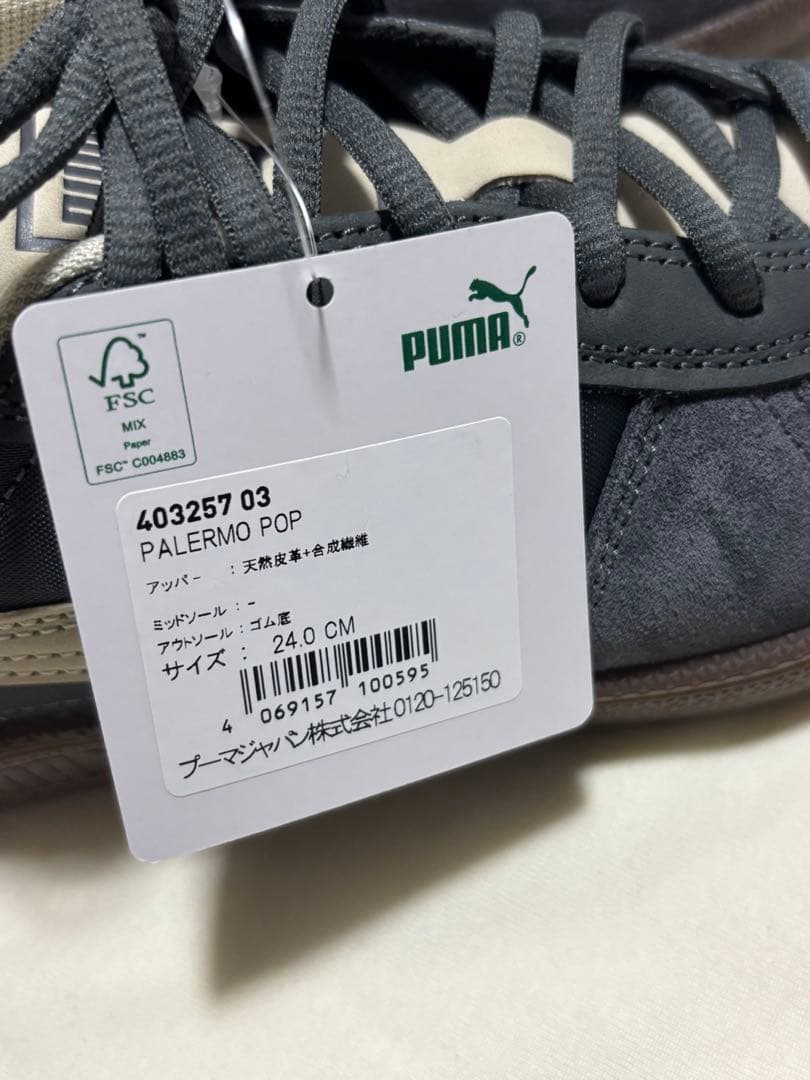 PUMA®
FSC™
MIX
Paper
FSC™ C004883
403257 03
PALERMO POP
アッパー : 天然皮革+合成繊維
ミッドソール : -
アウトソール : ゴム底
サイズ : 24.0 CM
4 069157 100595
プーマジャパン株式会社0120-125150